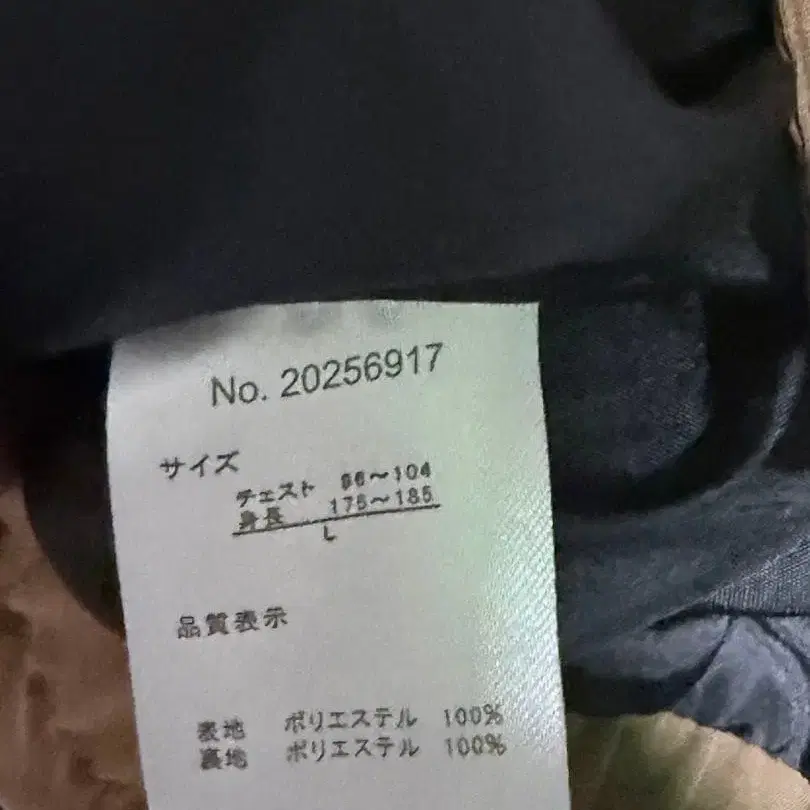 No. 20256917
サイズ
チェスト 96～104
身長 175～185
L
品質表示
表地 ポリエステル 100%
裏地 ポリエステル 100%